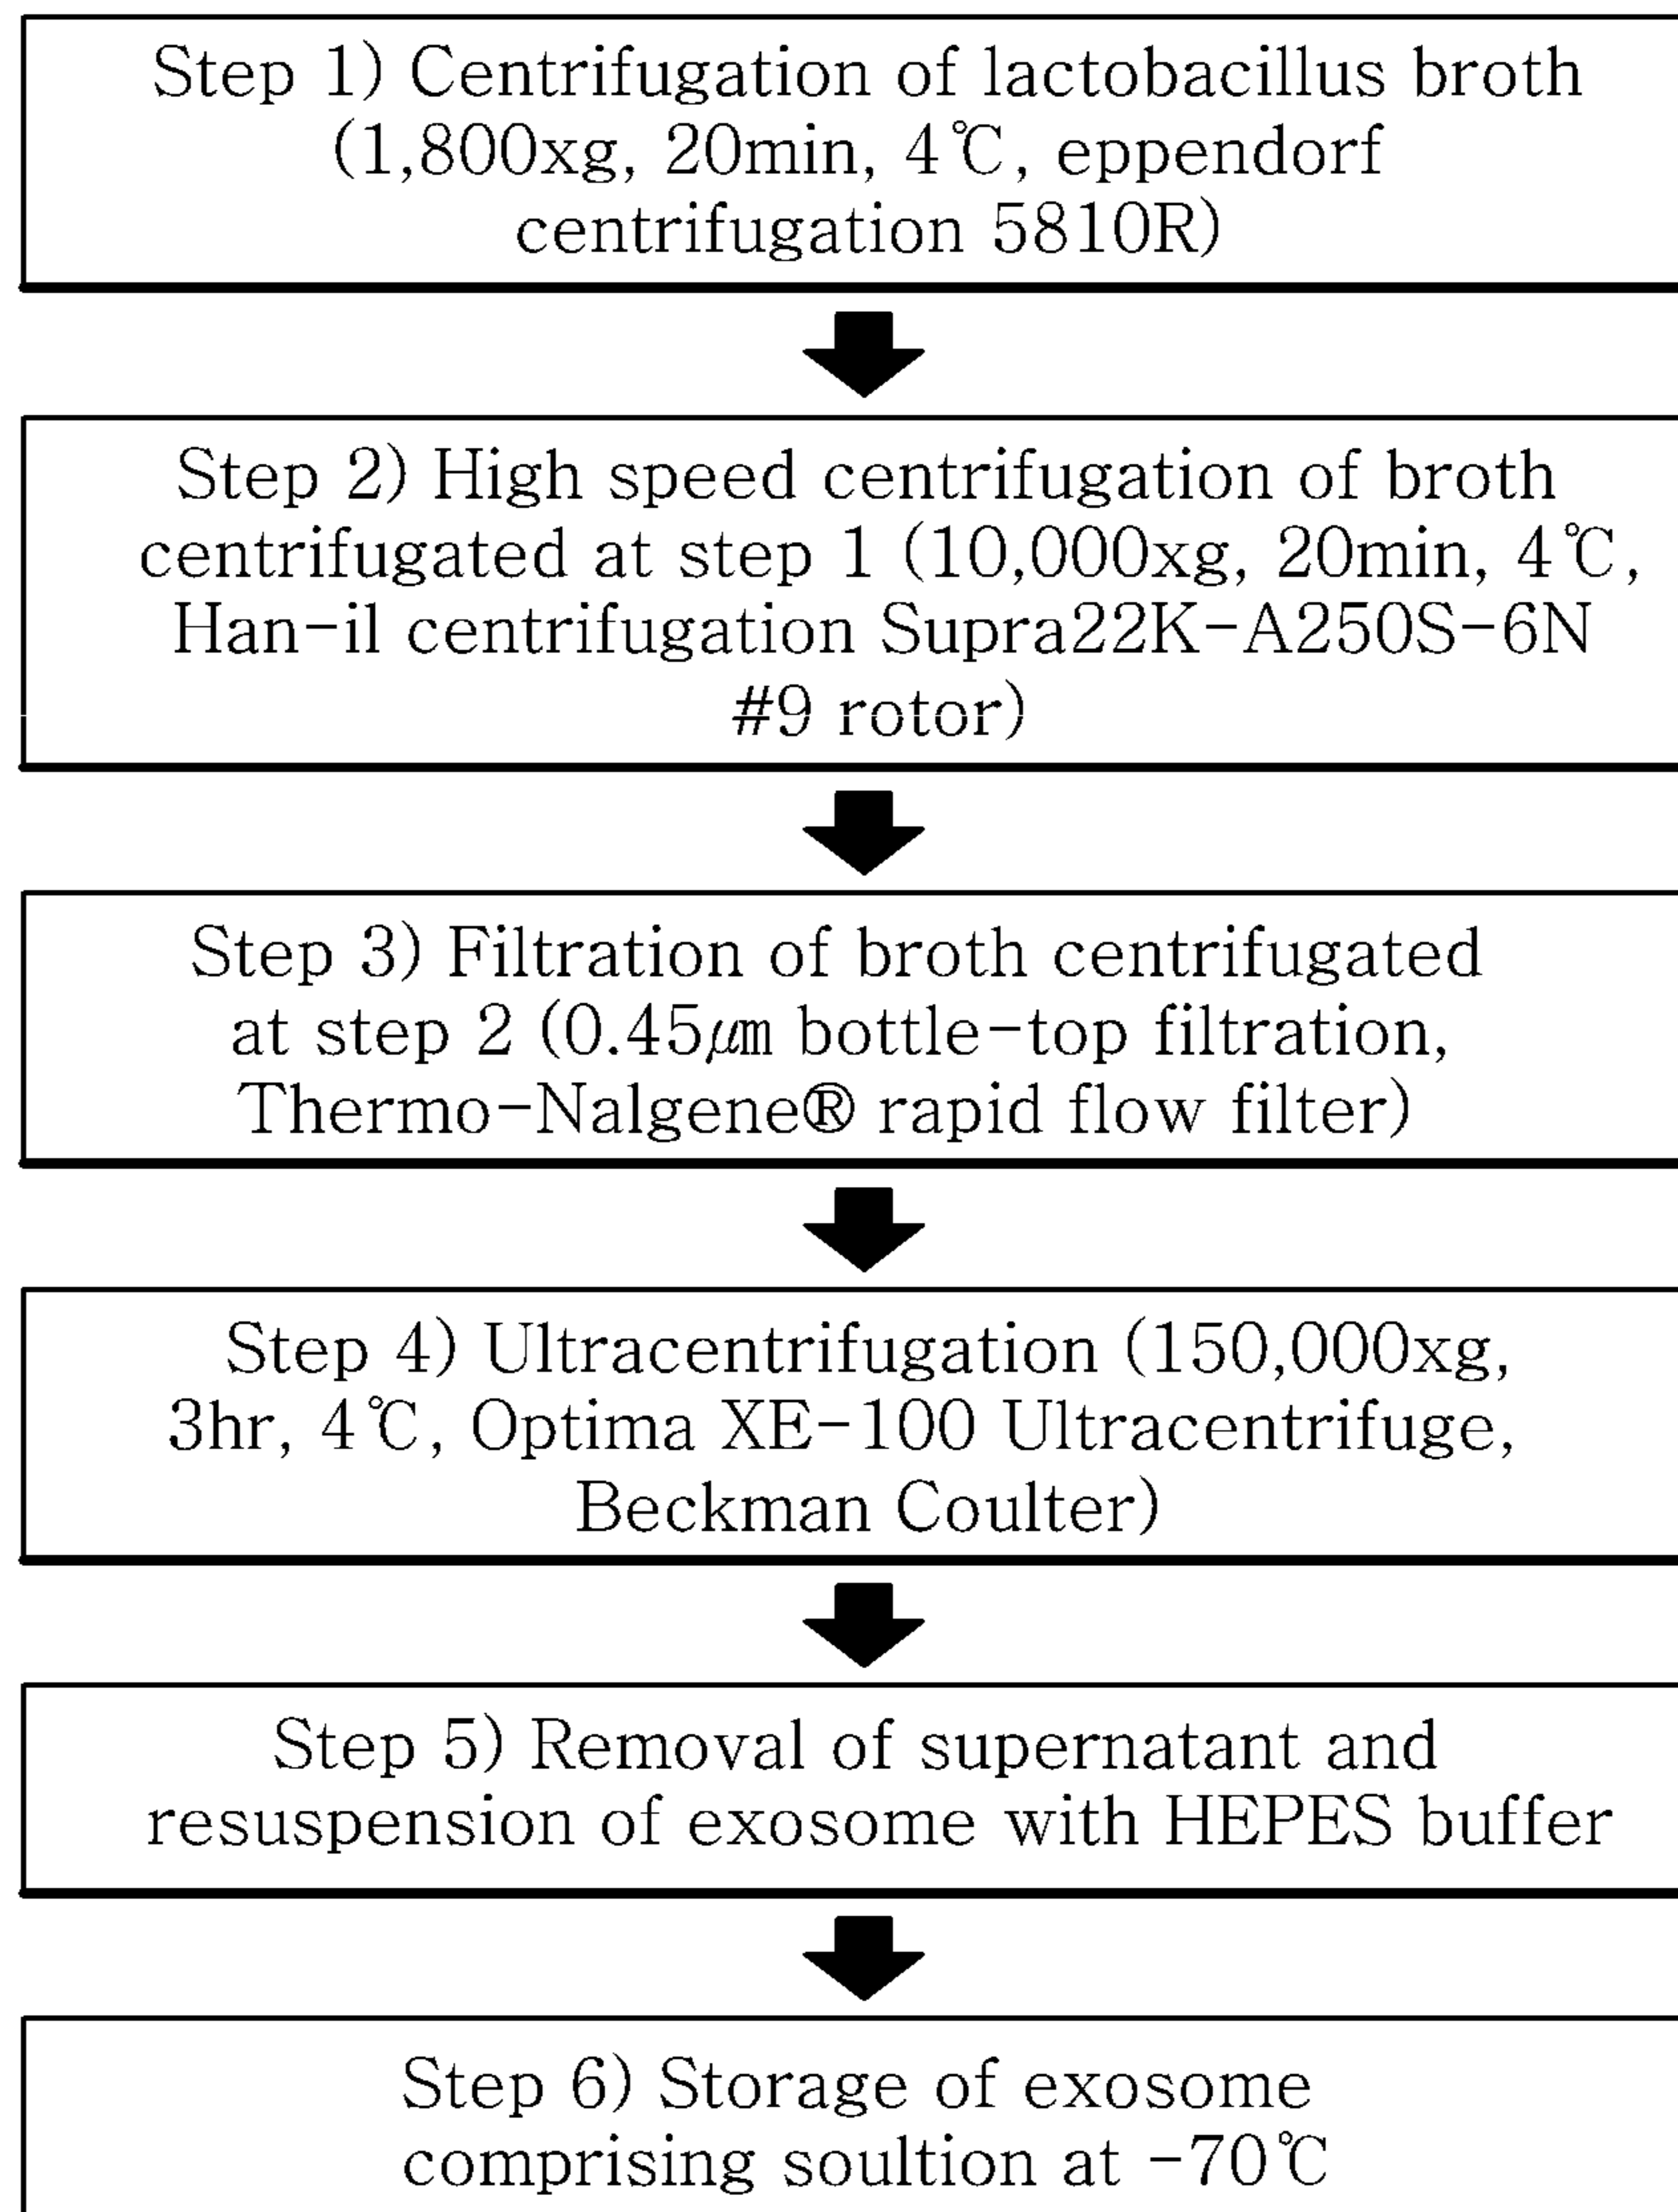 Step 1) Centrifugation of lactobacillus broth
(1,800xg, 20min, 4℃, eppendorf
centrifugation 5810R)
Step 2) High speed centrifugation of broth
centrifugated at step 1 (10,000xg, 20min, 4℃,
Han-il centrifugation Supra22K-A250S-6N
#9 rotor)
Step 3) Filtration of broth centrifugated
at step 2 (0.45㎛ bottle-top filtration,
Thermo-Nalgene® rapid flow filter)
Step 4) Ultracentrifugation (150,000xg,
3hr, 4℃, Optima XE-100 Ultracentrifuge,
Beckman Coulter)
Step 5) Removal of supernatant and
resuspension of exosome with HEPES buffer
Step 6) Storage of exosome
comprising soultion at -70℃